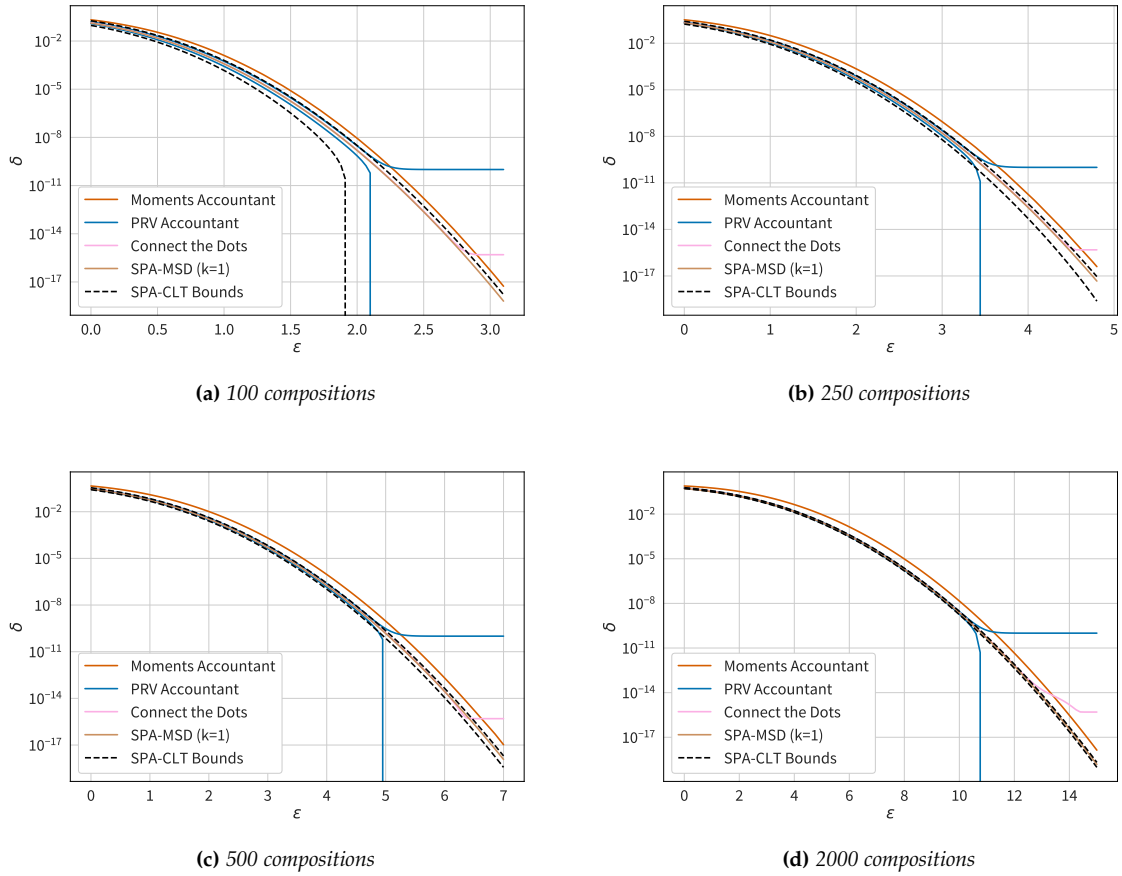 10⁻²
10⁻⁵
10⁻⁸
10⁻¹¹
10⁻¹⁴
10⁻¹⁷
δ
Moments Accountant
PRV Accountant
Connect the Dots
SPA-MSD (k=1)
SPA-CLT Bounds
0.0 0.5 1.0 1.5 2.0 2.5 3.0
ε
(a) 100 compositions
10⁻²
10⁻⁵
10⁻⁸
10⁻¹¹
10⁻¹⁴
10⁻¹⁷
δ
Moments Accountant
PRV Accountant
Connect the Dots
SPA-MSD (k=1)
SPA-CLT Bounds
0 1 2 3 4 5
ε
(b) 250 compositions
10⁻²
10⁻⁵
10⁻⁸
10⁻¹¹
10⁻¹⁴
10⁻¹⁷
δ
Moments Accountant
PRV Accountant
Connect the Dots
SPA-MSD (k=1)
SPA-CLT Bounds
0 1 2 3 4 5 6 7
ε
(c) 500 compositions
10⁻²
10⁻⁵
10⁻⁸
10⁻¹¹
10⁻¹⁴
10⁻¹⁷
δ
Moments Accountant
PRV Accountant
Connect the Dots
SPA-MSD (k=1)
SPA-CLT Bounds
0 2 4 6 8 10 12 14
ε
(d) 2000 compositions